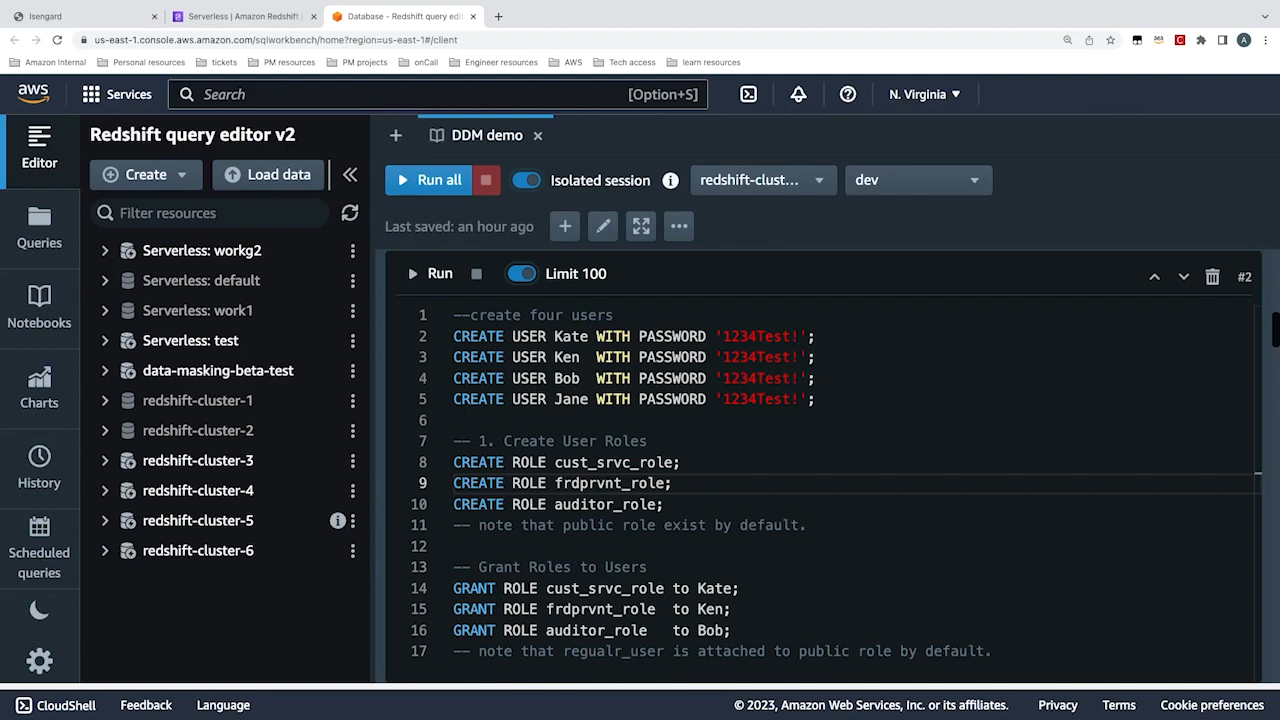 Isengard
Serverless | Amazon Redshift
Database - Redshift query edi
us-east-1.console.aws.amazon.com/sqlworkbench/home?region=us-east-1#/client
A
Amazon Internal
Personal resources
tickets
PM resources
PM projects
onCall
Engineer resources
AWS
Tech access
learn resources
aws
Services
Search
[Option+S]
N. Virginia
Editor
Queries
Notebooks
Charts
History
Scheduled
queries
Redshift query editor v2
Create
Load data
Filter resources
Serverless: workg2
Serverless: default
Serverless: work1
Serverless: test
data-masking-beta-test
redshift-cluster-1
redshift-cluster-2
redshift-cluster-3
redshift-cluster-4
redshift-cluster-5
redshift-cluster-6
DDM demo
Run all
Isolated session
redshift-clust...
dev
Last saved: an hour ago
Run
Limit 100
#2
1 --create four users
2 CREATE USER Kate WITH PASSWORD '1234Test!';
3 CREATE USER Ken  WITH PASSWORD '1234Test!';
4 CREATE USER Bob  WITH PASSWORD '1234Test!';
5 CREATE USER Jane WITH PASSWORD '1234Test!';
6
7 -- 1. Create User Roles
8 CREATE ROLE cust_srvc_role;
9 CREATE ROLE frdprvnt_role;
10 CREATE ROLE auditor_role;
11 -- note that public role exist by default.
12
13 -- Grant Roles to Users
14 GRANT ROLE cust_srvc_role to Kate;
15 GRANT ROLE frdprvnt_role  to Ken;
16 GRANT ROLE auditor_role   to Bob;
17 -- note that regualr_user is attached to public role by default.
CloudShell
Feedback
Language
© 2023, Amazon Web Services, Inc. or its affiliates.
Privacy
Terms
Cookie preferences